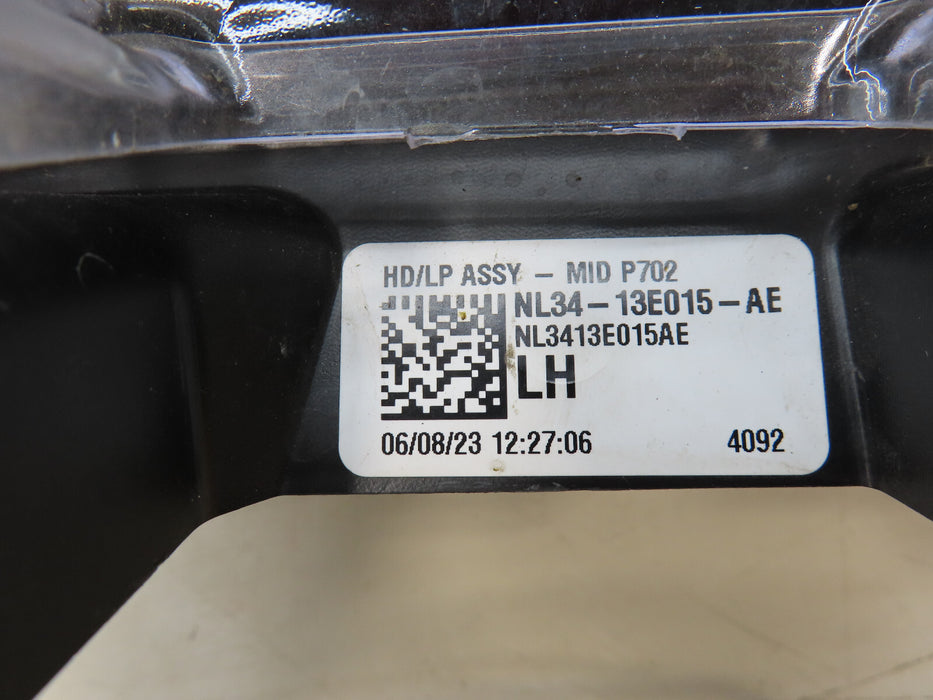 HD/LP ASSY – MID P702
NL34–13E015–AE
NL3413E015AE
LH
06/08/23 12:27:06 4092